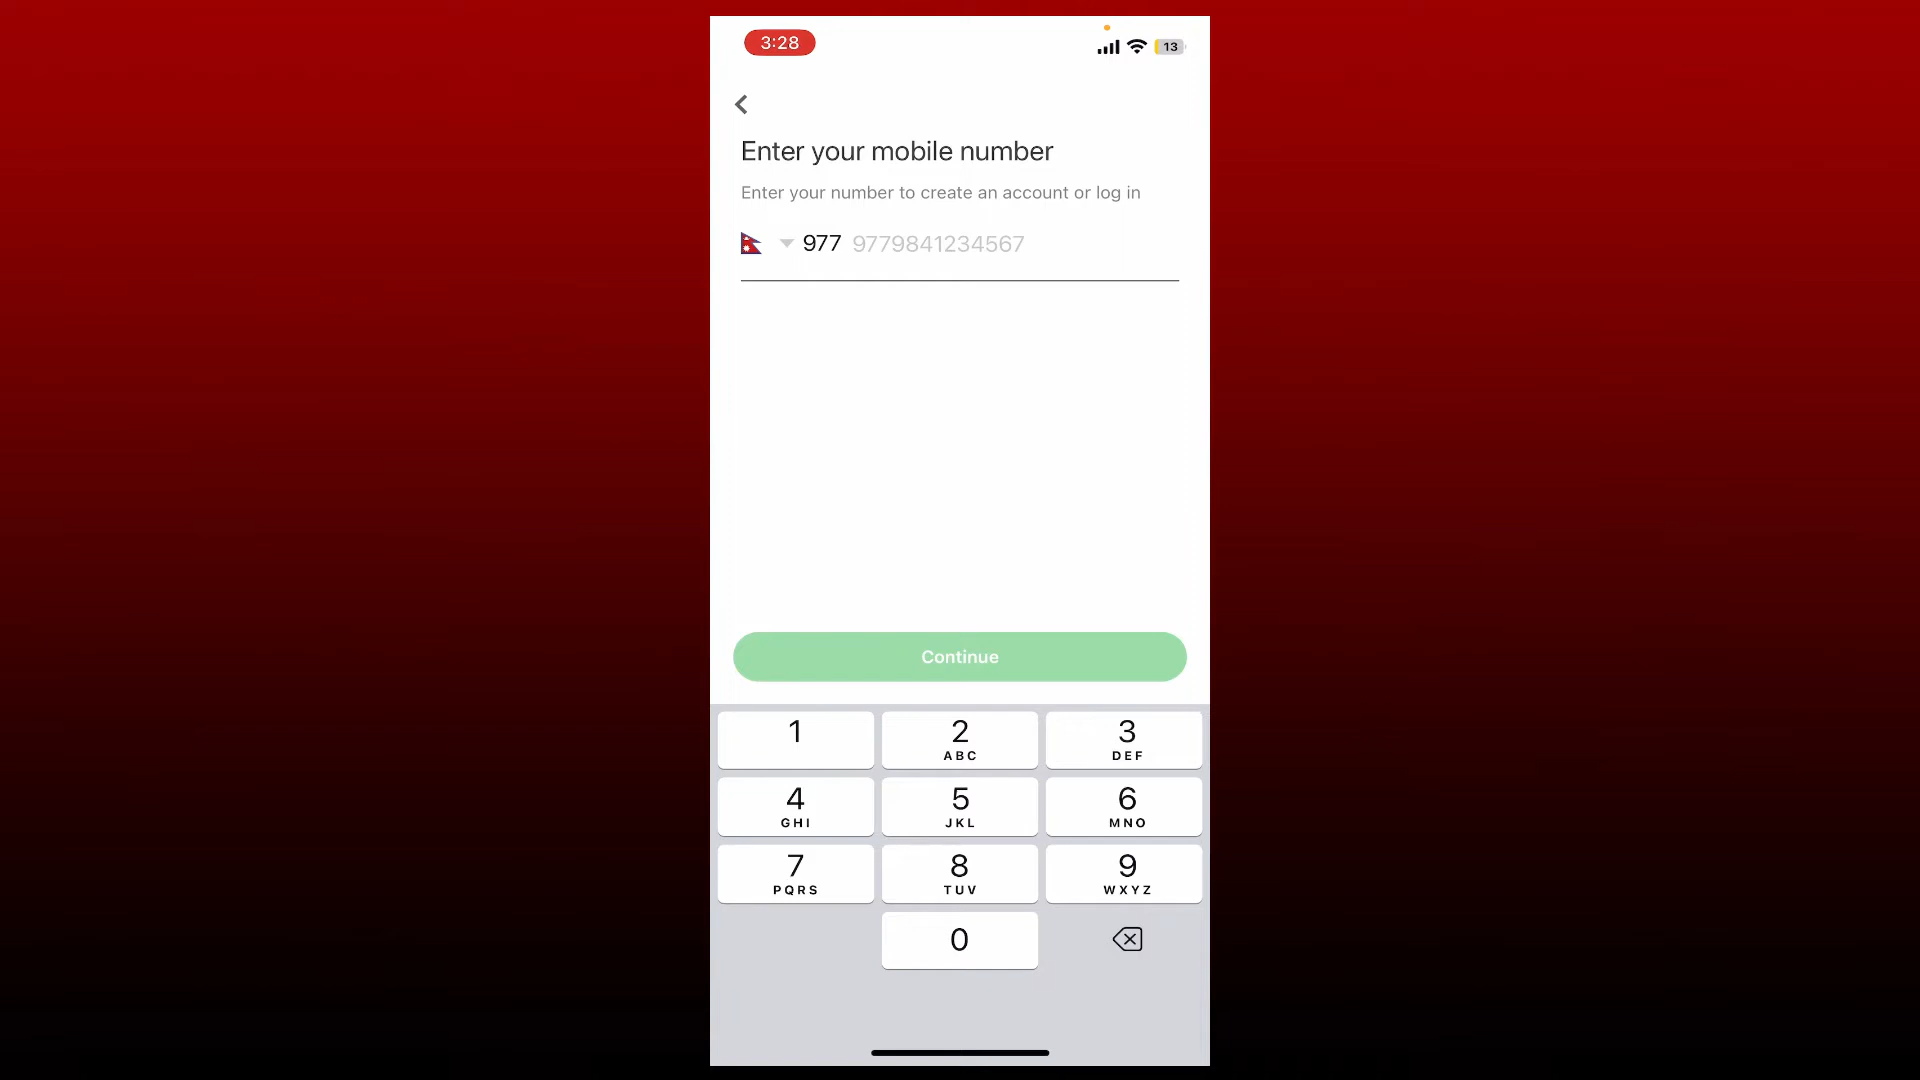 3:28
13
Enter your mobile number
Enter your number to create an account or log in
977 9779841234567
Continue
1 2 3
ABC DEF
4 5 6
GHI JKL MNO
7 8 9
PQRS TUV WXYZ
0